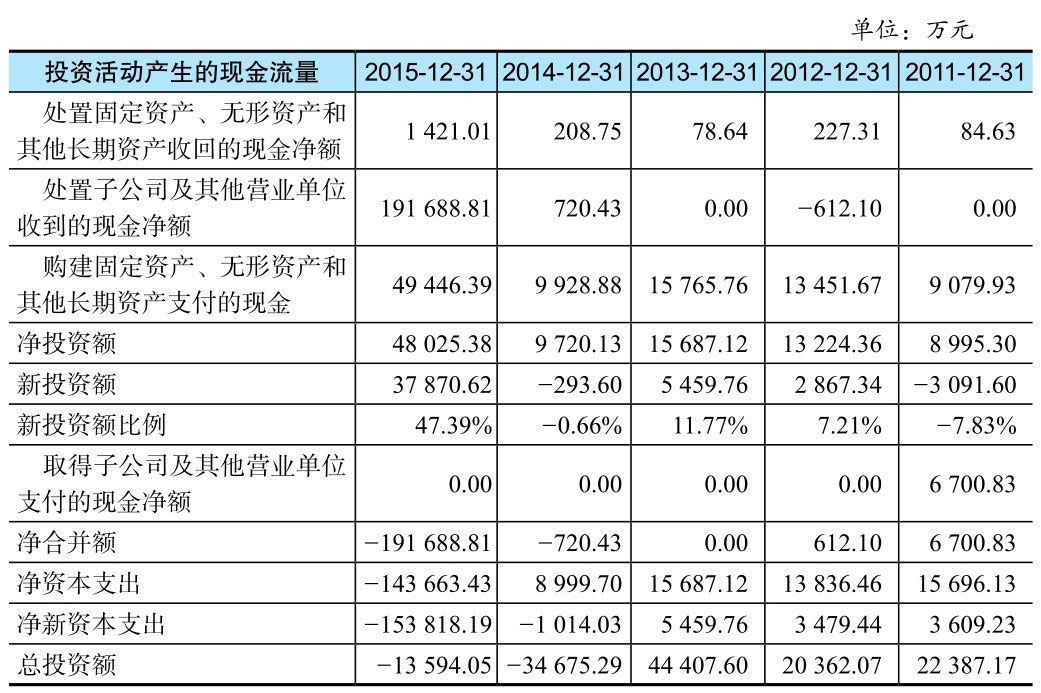 单位：万元
投资活动产生的现金流量 2015-12-31 2014-12-31 2013-12-31 2012-12-31 2011-12-31
处置固定资产、无形资产和
其他长期资产收回的现金净额 1 421.01 208.75 78.64 227.31 84.63
处置子公司及其他营业单位
收到的现金净额 191 688.81 720.43 0.00 −612.10 0.00
购建固定资产、无形资产和
其他长期资产支付的现金 49 446.39 9 928.88 15 765.76 13 451.67 9 079.93
净投资额 48 025.38 9 720.13 15 687.12 13 224.36 8 995.30
新投资额 37 870.62 −293.60 5 459.76 2 867.34 −3 091.60
新投资额比例 47.39% −0.66% 11.77% 7.21% −7.83%
取得子公司及其他营业单位
支付的现金净额 0.00 0.00 0.00 0.00 6 700.83
净合并额 −191 688.81 −720.43 0.00 612.10 6 700.83
净资本支出 −143 663.43 8 999.70 15 687.12 13 836.46 15 696.13
净新资本支出 −153 818.19 −1 014.03 5 459.76 3 479.44 3 609.23
总投资额 −13 594.05 −34 675.29 44 407.60 20 362.07 22 387.17